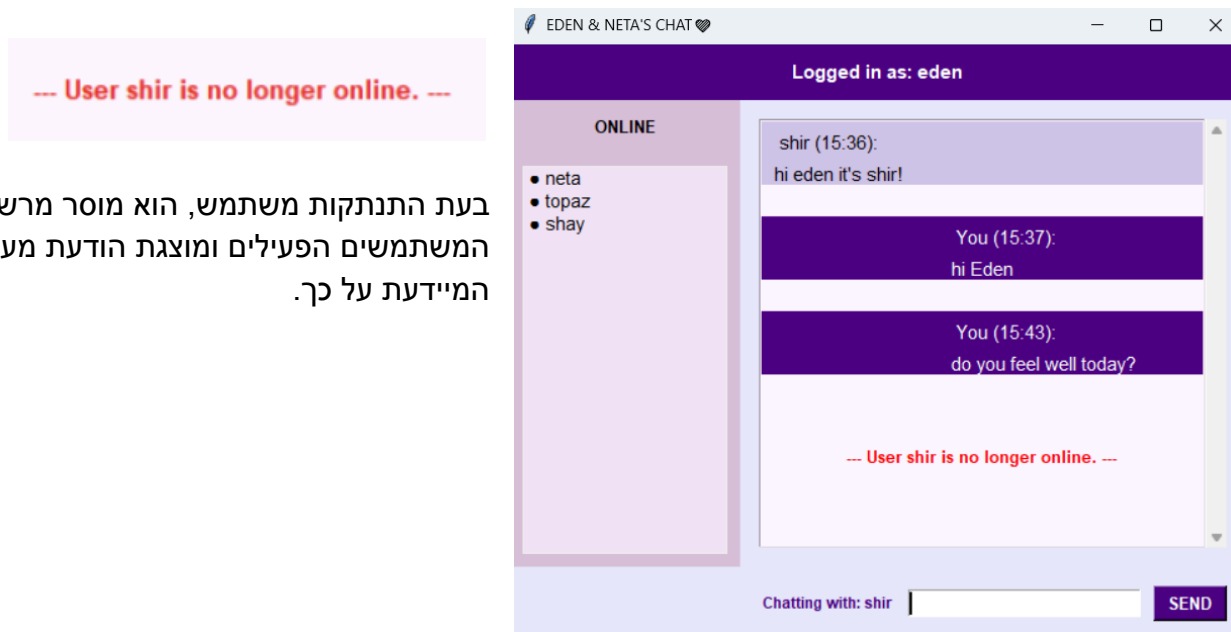 --- User shir is no longer online. ---
בעת התנתקות משתמש, הוא מוסר מרש
המשתמשים הפעילים ומוצגת הודעת מע
המיידעת על כך.
EDEN & NETA'S CHAT 💜
Logged in as: eden
ONLINE
● neta
● topaz
● shay
shir (15:36):
hi eden it's shir!
You (15:37):
hi Eden
You (15:43):
do you feel well today?
--- User shir is no longer online. ---
Chatting with: shir
SEND